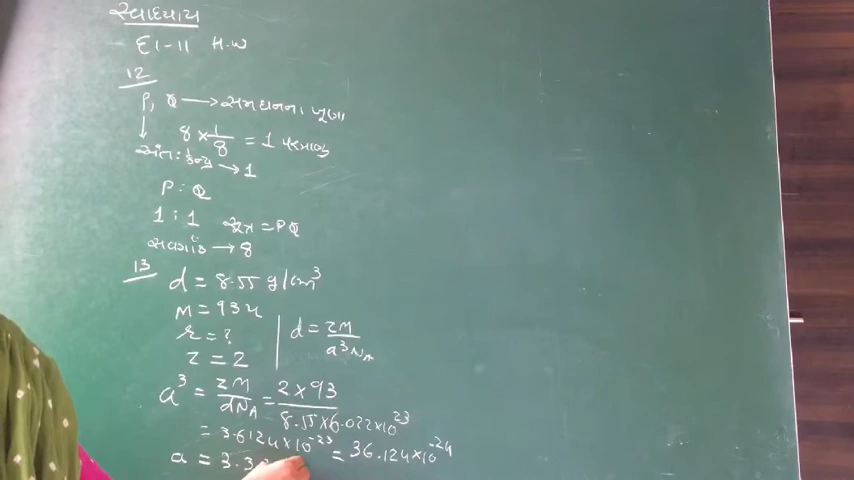 સ્વાધ્યાય
E1-11 H.W
12
P, Q → સમઘનના ખૂણા
8 × 1/8 = 1 પરમાણુ
અંતઃકેન્દ્ર → 1
P : Q
1 : 1 સૂત્ર = PQ
સવર્ગાંક → 8
13
d = 8.55 g/cm³
M = 93u
r = ?
Z = 2
d = ZM / a³NA
a³ = ZM / dNA = 2 × 93 / 8.55 × 6.022 × 10²³
= 3.6124 × 10⁻²³ = 36.124 × 10⁻²⁴
a = 3.3